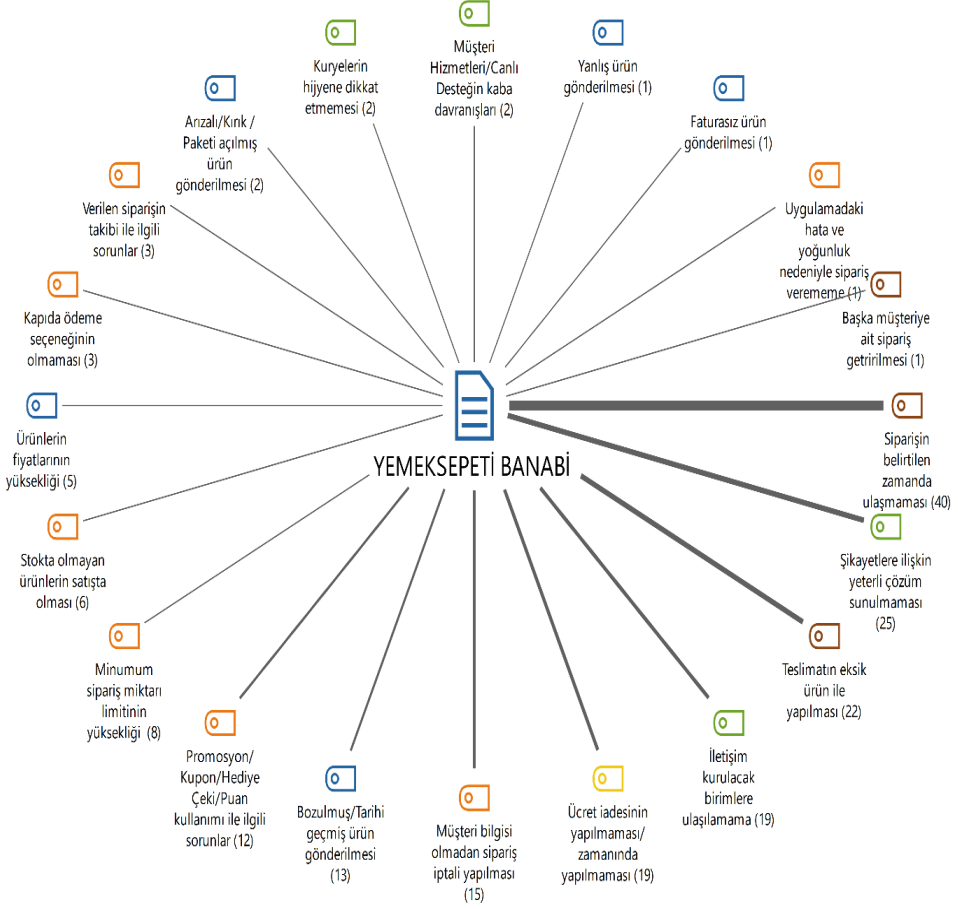 Müşteri
Hizmetleri/Canlı
Desteğin kaba
davranışları (2)
Yanlış ürün
gönderilmesi (1)
Faturasız ürün
gönderilmesi (1)
Uygulamadaki
hata ve
yoğunluk
nedeniyle sipariş
verememe (1)
Başka müşteriye
ait sipariş
getririlmesi (1)
Siparişin
belirtilen
zamanda
ulaşmaması (40)
Şikayetlere ilişkin
yeterli çözüm
sunulmaması
(25)
Teslimatın eksik
ürün ile
yapılması (22)
İletişim
kurulacak
birimlere
ulaşılamama (19)
Ücret iadesinin
yapılmaması/
zamanında
yapılmaması (19)
Müşteri bilgisi
olmadan sipariş
iptali yapılması
(15)
Bozulmuş/Tarihi
geçmiş ürün
gönderilmesi
(13)
Promosyon/
Kupon/Hediye
Çeki/Puan
kullanımı ile ilgili
sorunlar (12)
Minumum
sipariş miktarı
limitinin
yüksekliği (8)
Stokta olmayan
ürünlerin satışta
olması (6)
Ürünlerin
fiyatlarının
yüksekliği (5)
Kapıda ödeme
seçeneğinin
olmaması (3)
Verilen siparişin
takibi ile ilgili
sorunlar (3)
Arızalı/Kırık /
Paketi açılmış
ürün
gönderilmesi (2)
Kuryelerin
hijyene dikkat
etmemesi (2)
YEMEKSEPETİ BANABİ